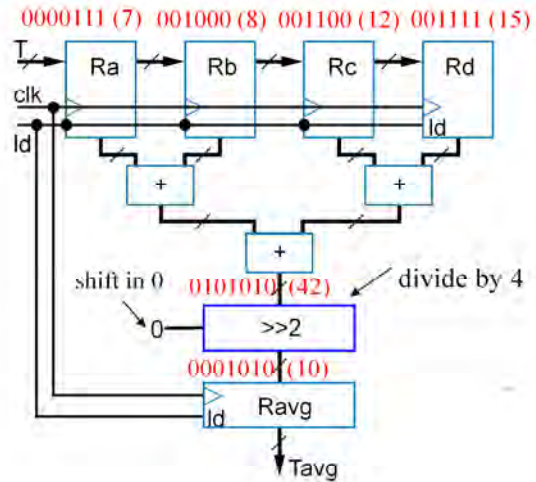 0000111 (7) 001000 (8) 001100 (12) 001111 (15)
T Ra Rb Rc Rd
clk
ld ld
+ +
+
shift in 0 0101010 (42) divide by 4
0 >>2
0001010 (10)
Ravg
ld
Tavg